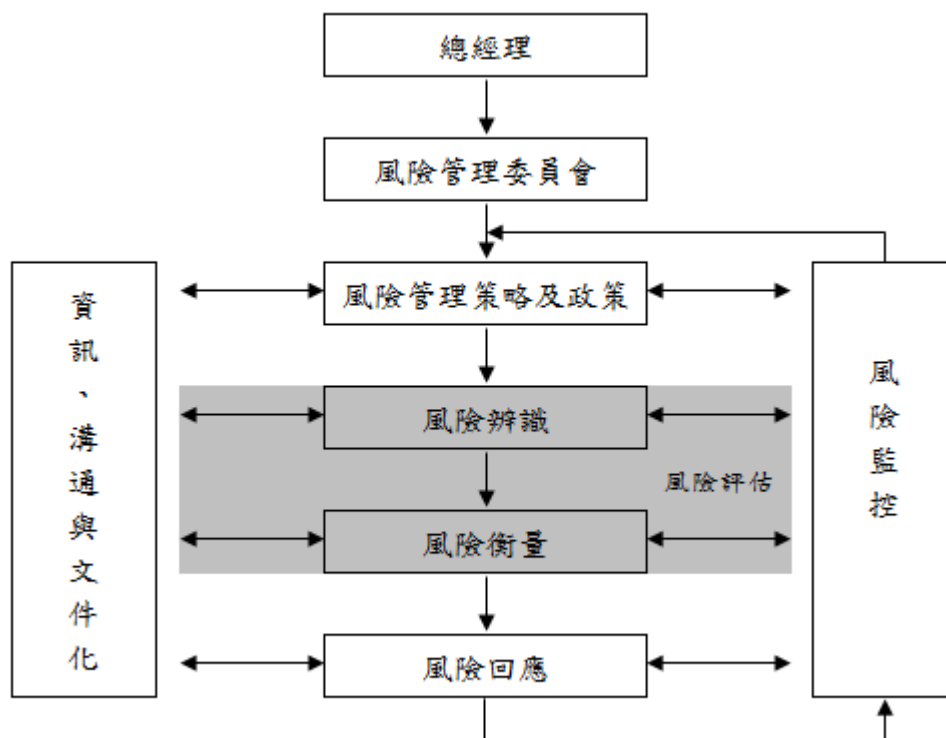 總經理
風險管理委員會
風險管理策略及政策
資訊、溝通與文件化
風險監控
風險辨識
風險評估
風險衡量
風險回應